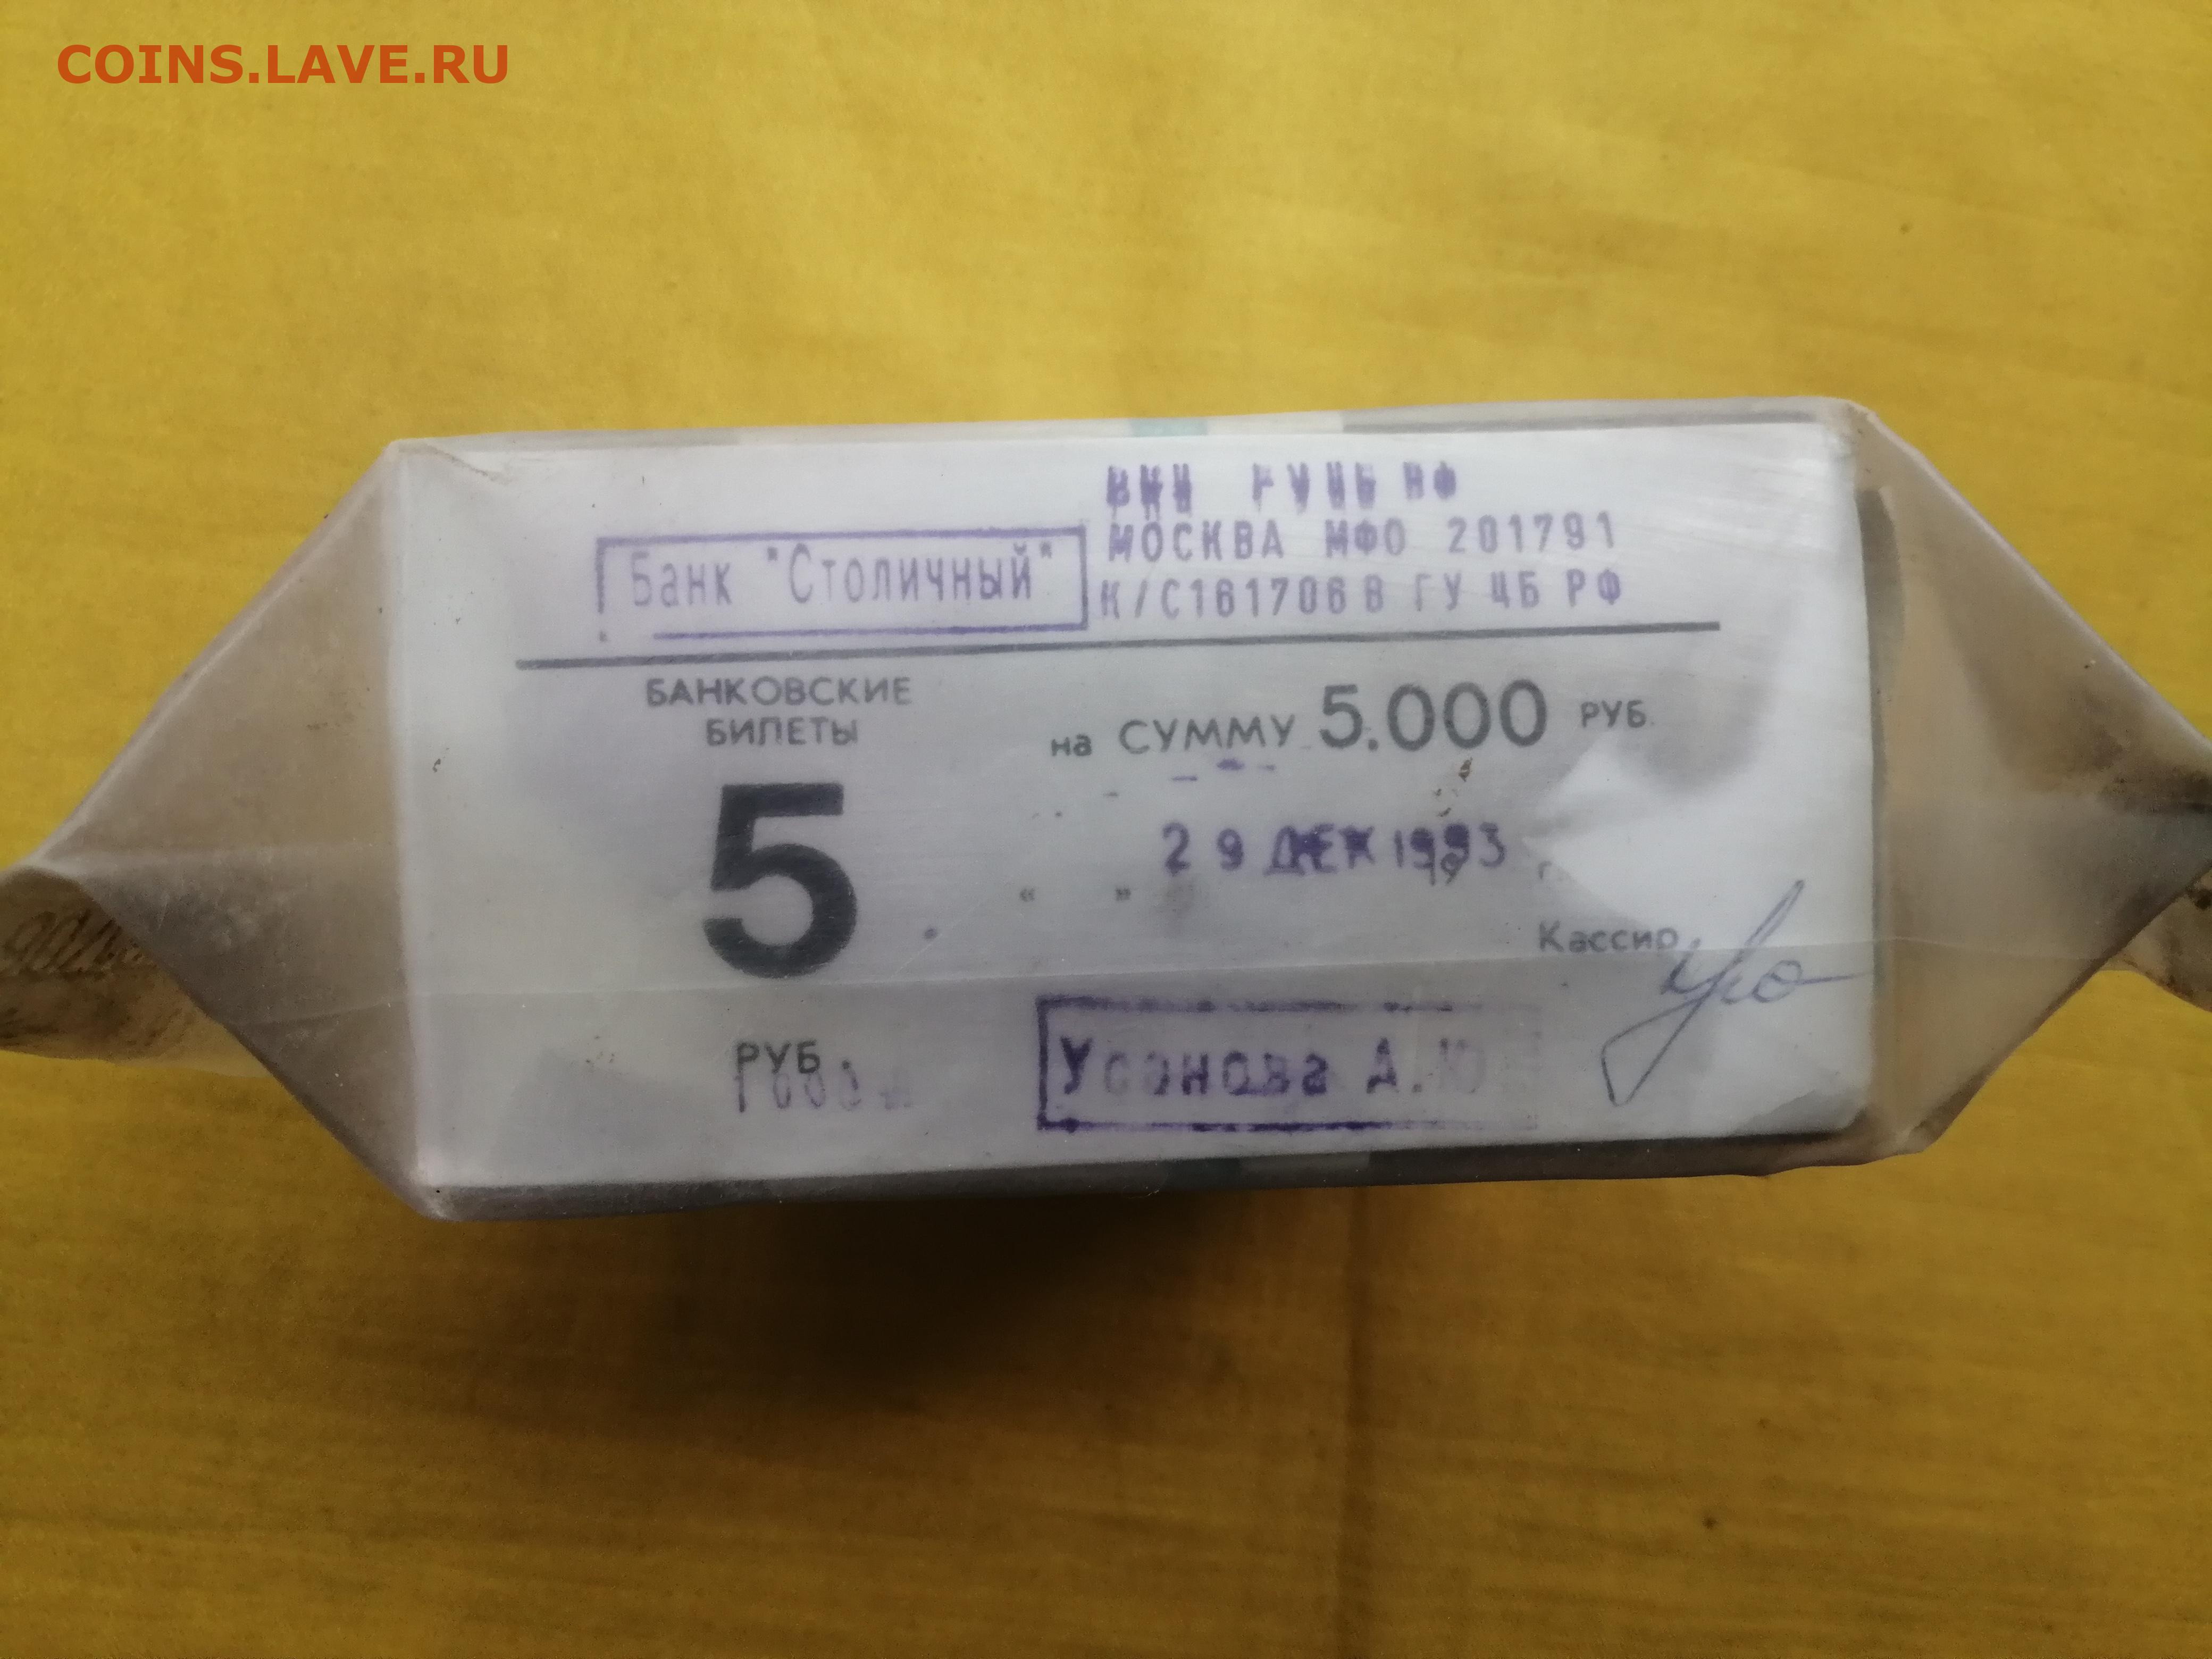 COINS.LAVE.RU
МОСКВА МФО 201791
Банк "Столичный"
К/С161706 В ГУ ЦБ РФ
БАНКОВСКИЕ
БИЛЕТЫ
на СУММУ 5.000 РУБ.
5
29 ДЕК 1993
« »
Кассир
РУБ.
Усанова А.Ю